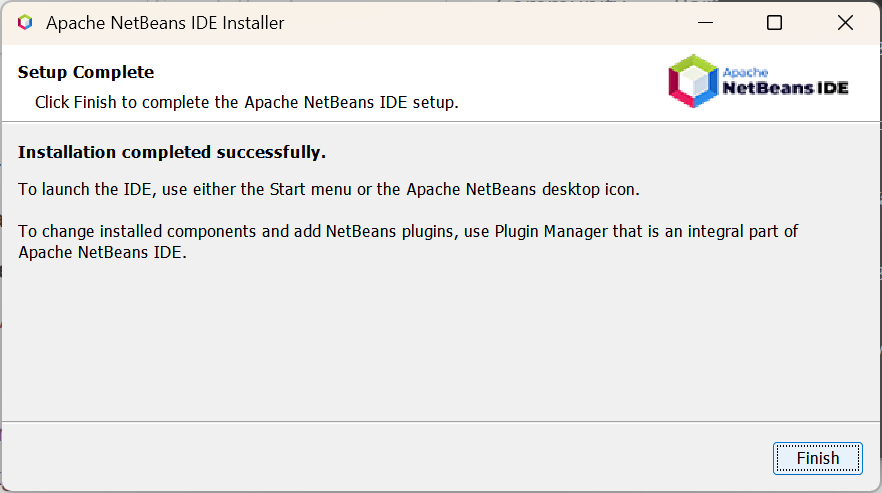 Apache NetBeans IDE Installer
Setup Complete
Click Finish to complete the Apache NetBeans IDE setup.
Apache
NetBeans IDE
Installation completed successfully.
To launch the IDE, use either the Start menu or the Apache NetBeans desktop icon.
To change installed components and add NetBeans plugins, use Plugin Manager that is an integral part of
Apache NetBeans IDE.
Finish